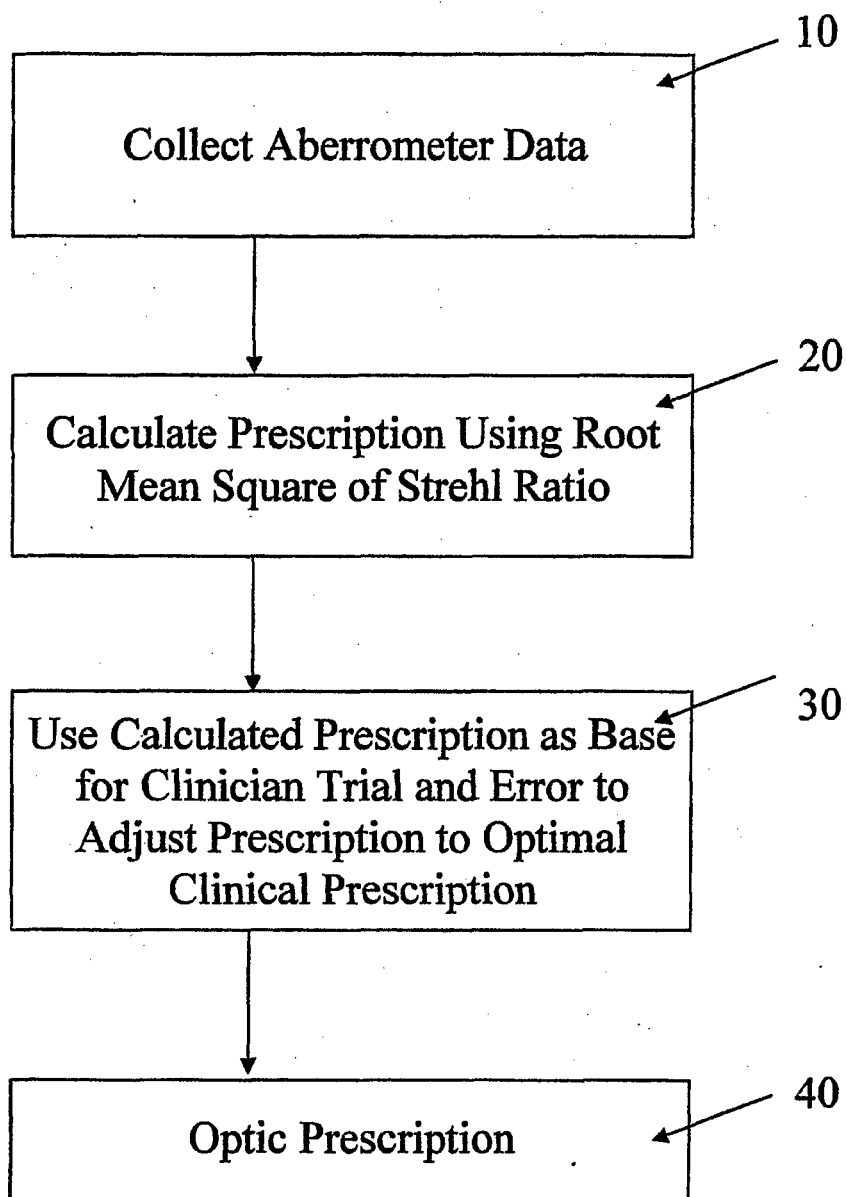 10
Collect Aberrometer Data
20
Calculate Prescription Using Root
Mean Square of Strehl Ratio
30
Use Calculated Prescription as Base
for Clinician Trial and Error to
Adjust Prescription to Optimal
Clinical Prescription
40
Optic Prescription